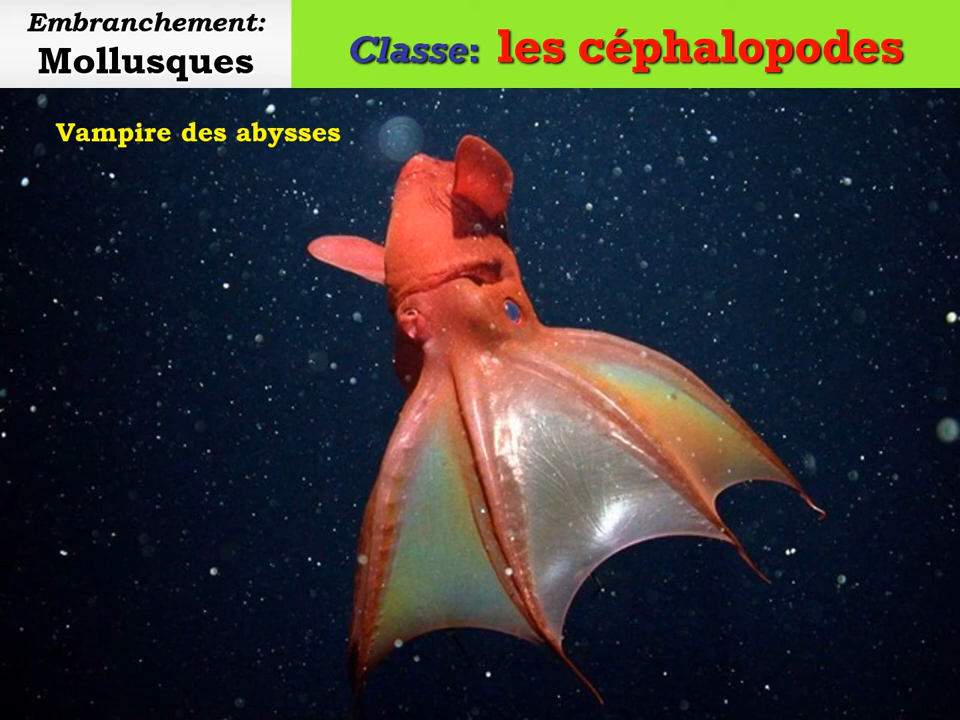 Embranchement:
Mollusques
Classe: les céphalopodes
Vampire des abysses